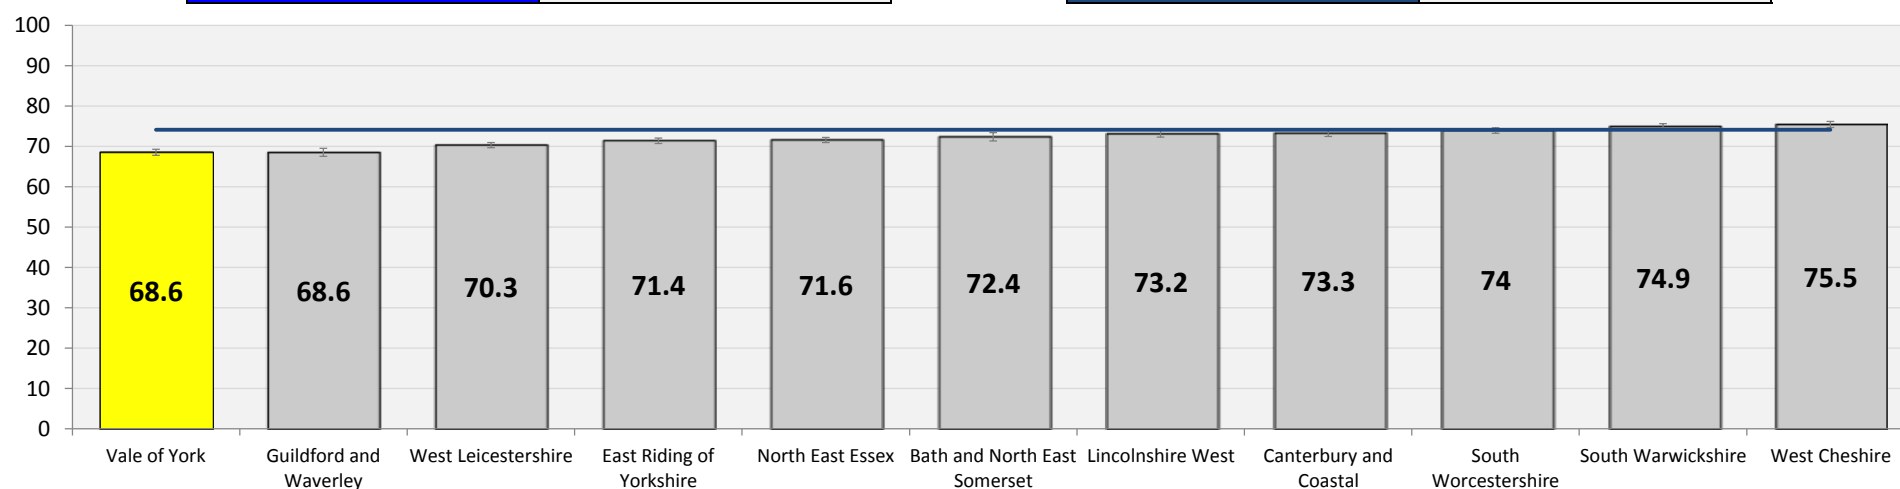 100
90
80
70
60
50
40
30
20
10
0
68.6
68.6
70.3
71.4
71.6
72.4
73.2
73.3
74
74.9
75.5
Vale of York
Guildford and
Waverley
West Leicestershire
East Riding of
Yorkshire
North East Essex
Bath and North East
Somerset
Lincolnshire West
Canterbury and
Coastal
South
Worcestershire
South Warwickshire
West Cheshire